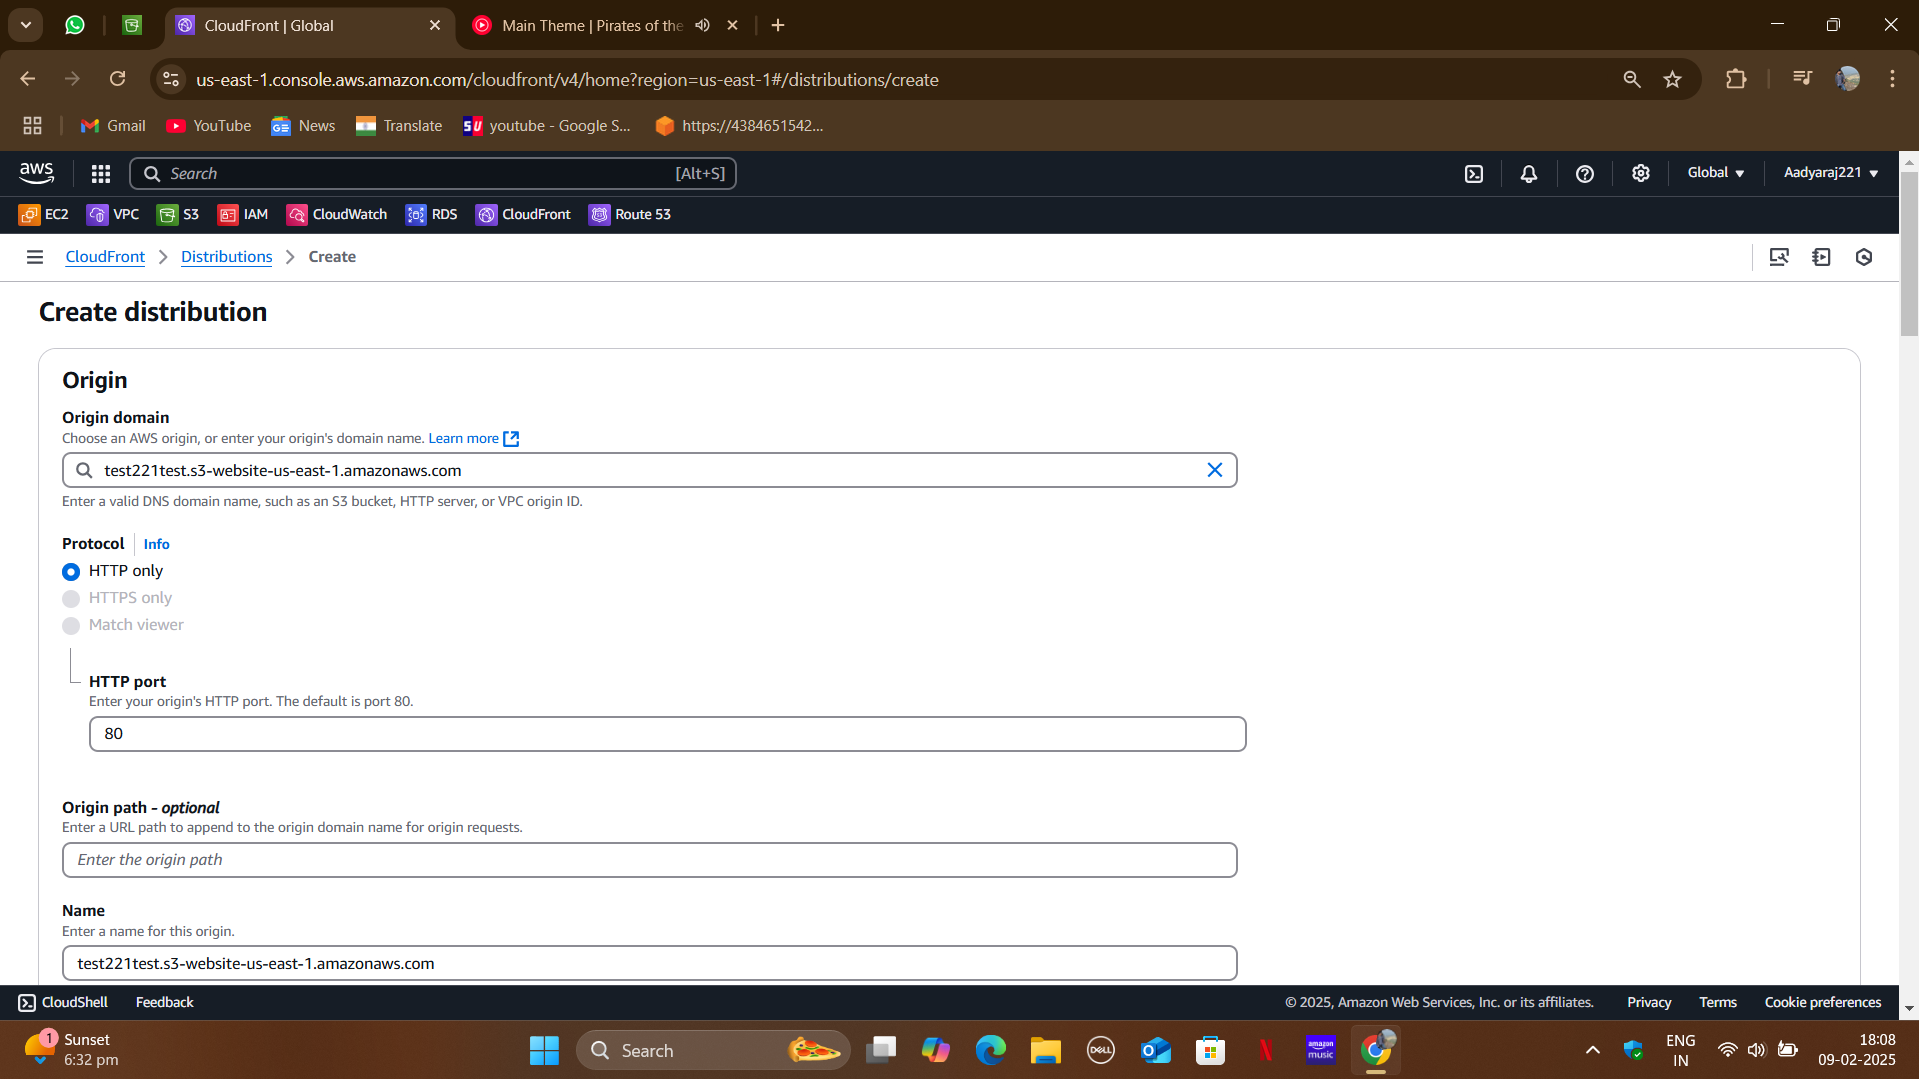 CloudFront | Global
Main Theme | Pirates of the
us-east-1.console.aws.amazon.com/cloudfront/v4/home?region=us-east-1#/distributions/create
Gmail
YouTube
News
Translate
youtube - Google S...
https://4384651542...
aws
Search
[Alt+S]
Global
Aadyaraj221
EC2
VPC
S3
IAM
CloudWatch
RDS
CloudFront
Route 53
CloudFront
Distributions
Create
Create distribution
Origin
Origin domain
Choose an AWS origin, or enter your origin's domain name. Learn more
test221test.s3-website-us-east-1.amazonaws.com
Enter a valid DNS domain name, such as an S3 bucket, HTTP server, or VPC origin ID.
Protocol
Info
HTTP only
HTTPS only
Match viewer
HTTP port
Enter your origin's HTTP port. The default is port 80.
80
Origin path - optional
Enter a URL path to append to the origin domain name for origin requests.
Enter the origin path
Name
Enter a name for this origin.
test221test.s3-website-us-east-1.amazonaws.com
CloudShell
Feedback
© 2025, Amazon Web Services, Inc. or its affiliates.
Privacy
Terms
Cookie preferences
1
Sunset
6:32 pm
Search
DELL
amazon music
ENG
IN
18:08
09-02-2025